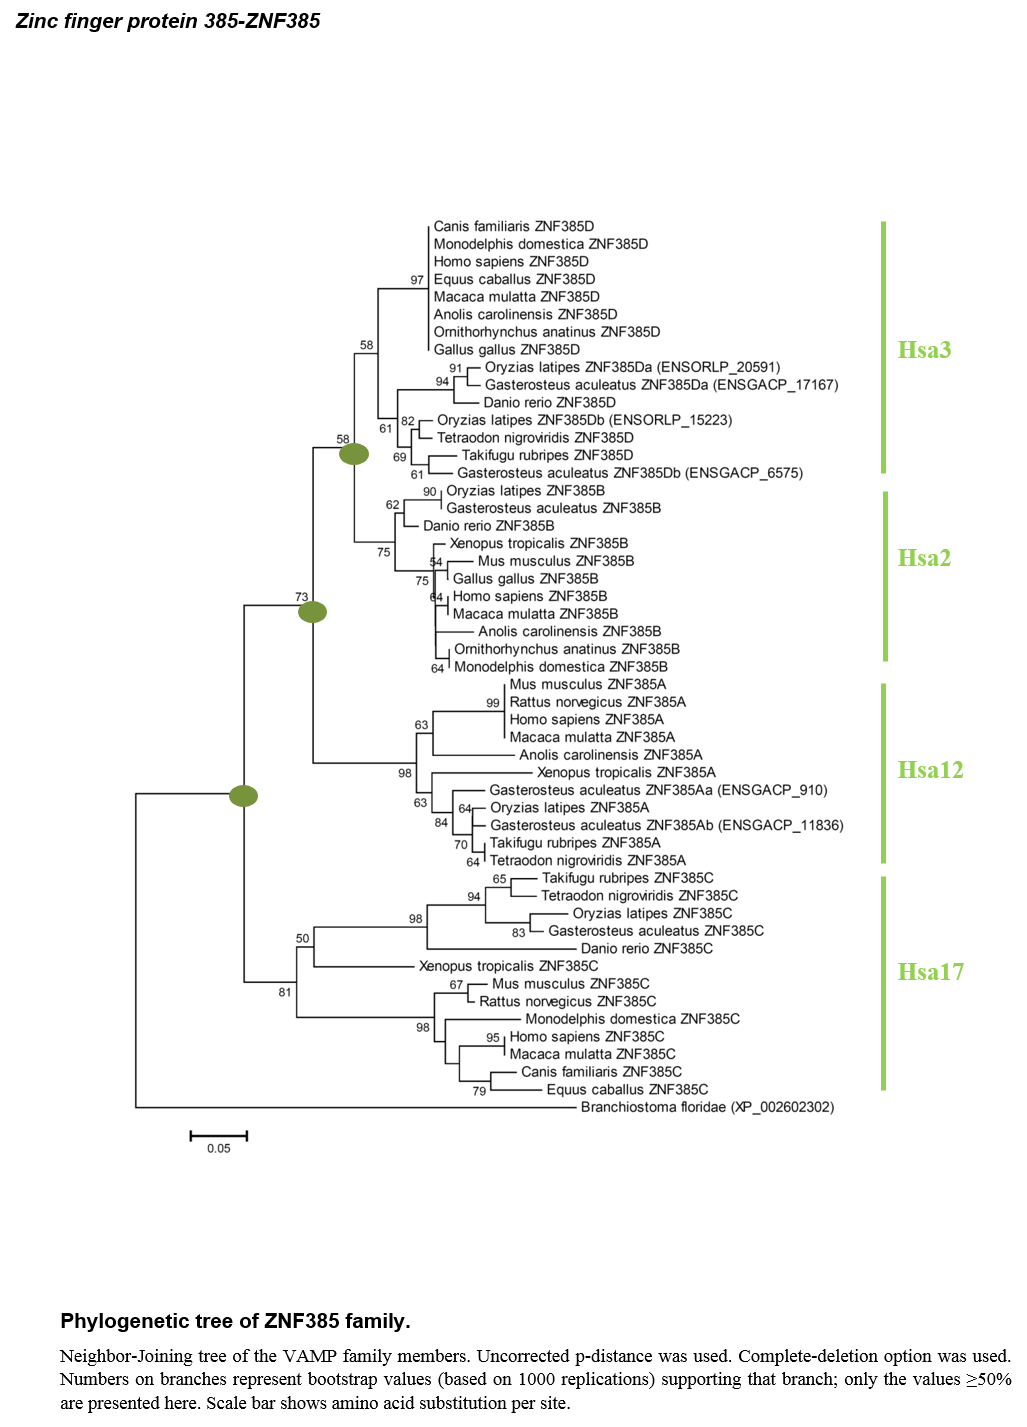 Zinc finger protein 385-ZNF385
Canis familiaris ZNF385D
Monodelphis domestica ZNF385D
Homo sapiens ZNF385D
Equus caballus ZNF385D
97
Macaca mulatta ZNF385D
Anolis carolinensis ZNF385D
Ornithorhynchus anatinus ZNF385D
Hsa3
58
Gallus gallus ZNF385D
91
Oryzias latipes ZNF385Da (ENSORLP_20591)
94
Gasterosteus aculeatus ZNF385Da (ENSGACP_17167)
Danio rerio ZNF385D
82
Oryzias latipes ZNF385Db (ENSORLP_15223)
61
58
Tetraodon nigroviridis ZNF385D
69
Takifugu rubripes ZNF385D
61
Gasterosteus aculeatus ZNF385Db (ENSGACP_6575)
90
Oryzias latipes ZNF385B
62
Gasterosteus aculeatus ZNF385B
Danio rerio ZNF385B
75
Xenopus tropicalis ZNF385B
54
Mus musculus ZNF385B
Hsa2
75
Gallus gallus ZNF385B
64
Homo sapiens ZNF385B
73
Macaca mulatta ZNF385B
Anolis carolinensis ZNF385B
Ornithorhynchus anatinus ZNF385B
64
Monodelphis domestica ZNF385B
Mus musculus ZNF385A
99
Rattus norvegicus ZNF385A
63
Homo sapiens ZNF385A
Macaca mulatta ZNF385A
Anolis carolinensis ZNF385A
98
Xenopus tropicalis ZNF385A
Hsa12
63
Gasterosteus aculeatus ZNF385Aa (ENSGACP_910)
64
Oryzias latipes ZNF385A
84
Gasterosteus aculeatus ZNF385Ab (ENSGACP_11836)
70
Takifugu rubripes ZNF385A
64
Tetraodon nigroviridis ZNF385A
65
Takifugu rubripes ZNF385C
94
Tetraodon nigroviridis ZNF385C
98
Oryzias latipes ZNF385C
83
Gasterosteus aculeatus ZNF385C
50
Danio rerio ZNF385C
Xenopus tropicalis ZNF385C
Hsa17
81
67
Mus musculus ZNF385C
Rattus norvegicus ZNF385C
98
Monodelphis domestica ZNF385C
95
Homo sapiens ZNF385C
Macaca mulatta ZNF385C
Canis familiaris ZNF385C
79
Equus caballus ZNF385C
Branchiostoma floridae (XP_002602302)
0.05
Phylogenetic tree of ZNF385 family.
Neighbor-Joining tree of the VAMP family members. Uncorrected p-distance was used. Complete-deletion option was used.
Numbers on branches represent bootstrap values (based on 1000 replications) supporting that branch; only the values ≥50%
are presented here. Scale bar shows amino acid substitution per site.